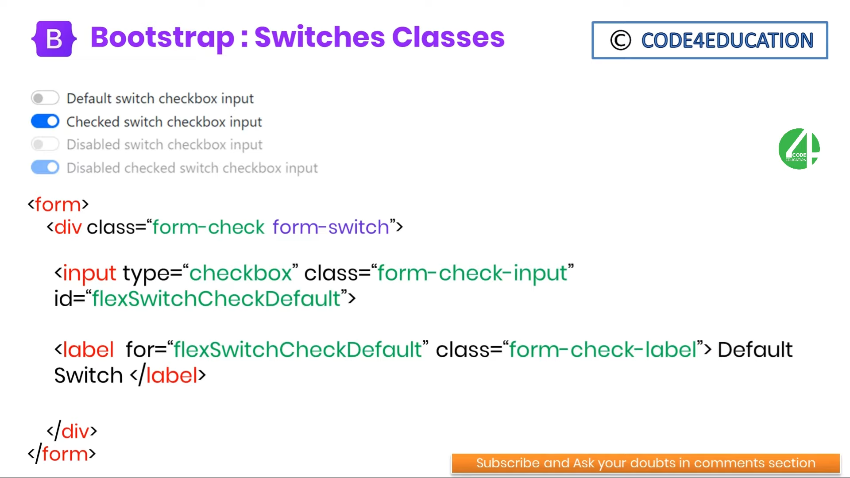 B Bootstrap : Switches Classes
© CODE4EDUCATION
Default switch checkbox input
Checked switch checkbox input
Disabled switch checkbox input
Disabled checked switch checkbox input
4 CODE EDUCATION
<form>
<div class=“form-check form-switch”>
<input type=“checkbox” class=“form-check-input”
id=“flexSwitchCheckDefault”>
<label for=“flexSwitchCheckDefault” class=“form-check-label”> Default
Switch </label>
</div>
</form>
Subscribe and Ask your doubts in comments section